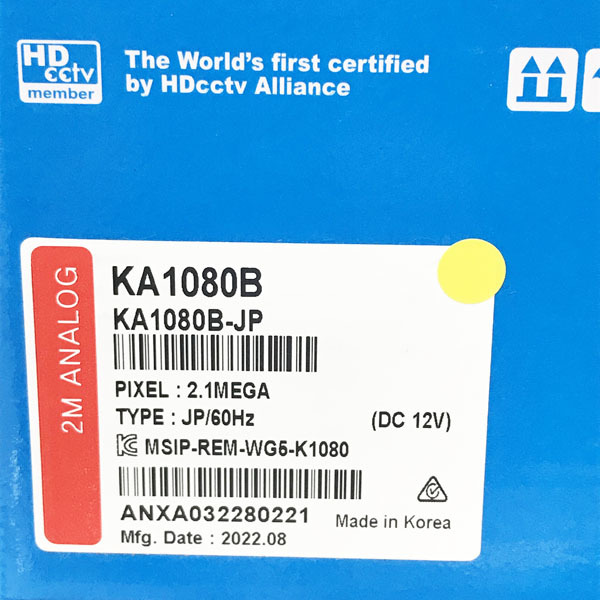 HD
cctv
member
The World's first certified
by HDcctv Alliance
2M ANALOG
KA1080B
KA1080B-JP
PIXEL : 2.1MEGA
TYPE : JP/60Hz (DC 12V)
MSIP-REM-WG5-K1080
ANXA032280221 Made in Korea
Mfg. Date : 2022.08